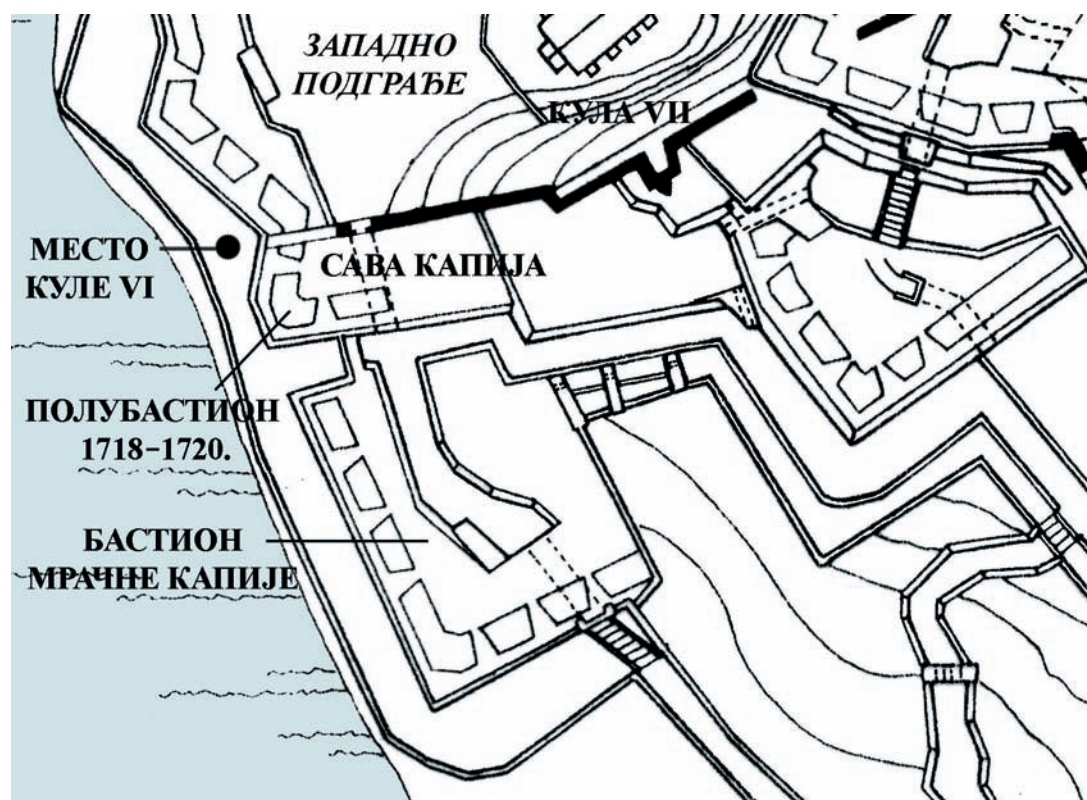 ЗАПАДНО
ПОДГРАЂЕ
КУЛА VII
МЕСТО
КУЛЕ VI
САВА КАПИЈА
ПОЛУБАСТИОН
1718-1720.
БАСТИОН
МРАЧНЕ КАПИЈЕ